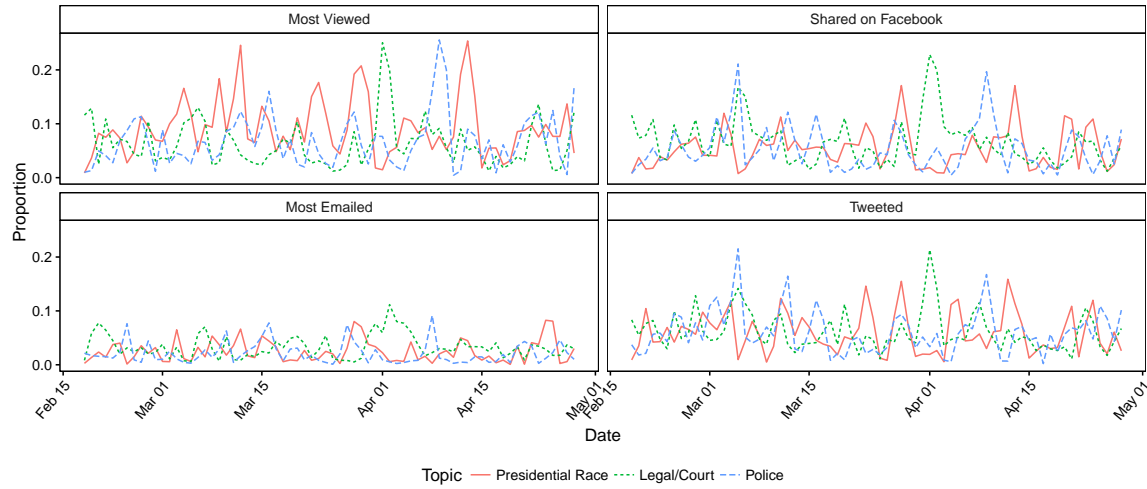 Most Viewed
Shared on Facebook
0.2
0.1
0.0
Most Emailed
Tweeted
0.2
0.1
0.0
Proportion
Feb 15
Mar 01
Mar 15
Apr 01
Apr 15
May 01
Feb 15
Mar 01
Mar 15
Apr 01
Apr 15
May 01
Date
Topic Presidential Race Legal/Court Police